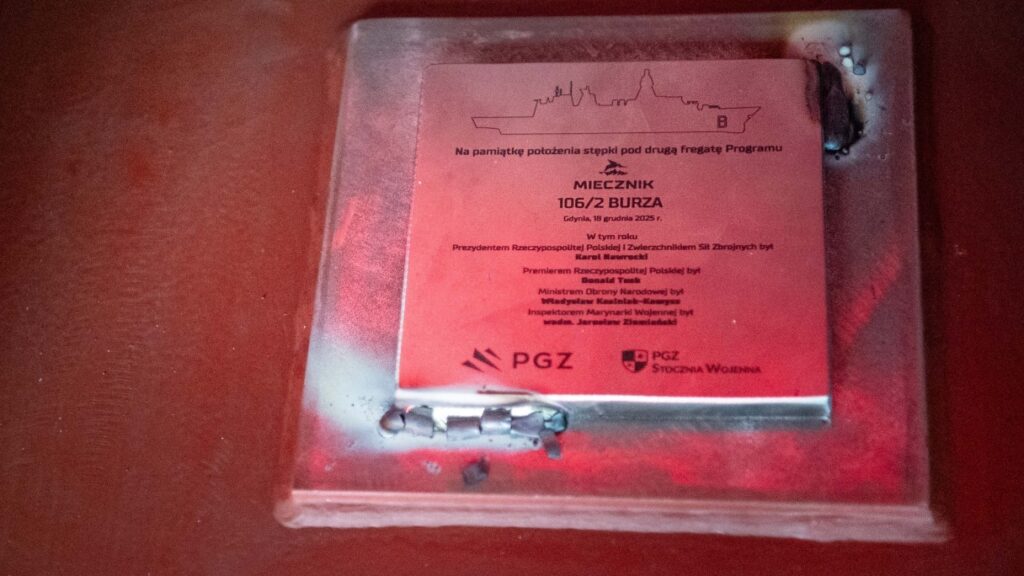 B
Na pamiątkę położenia stępki pod drugą fregatę Programu
MIECZNIK
106/2 BURZA
Gdynia, 18 grudnia 2025 r.
W tym roku
Prezydentem Rzeczypospolitej Polskiej i Zwierzchnikiem Sił Zbrojnych był
Karol Nawrocki
Premierem Rzeczypospolitej Polskiej był
Donald Tusk
Ministrem Obrony Narodowej był
Władysław Kosiniak-Kamysz
Inspektorem Marynarki Wojennej był
wadm. Jarosław Ziemiański
PGZ
PGZ
STOCZNIA WOJENNA